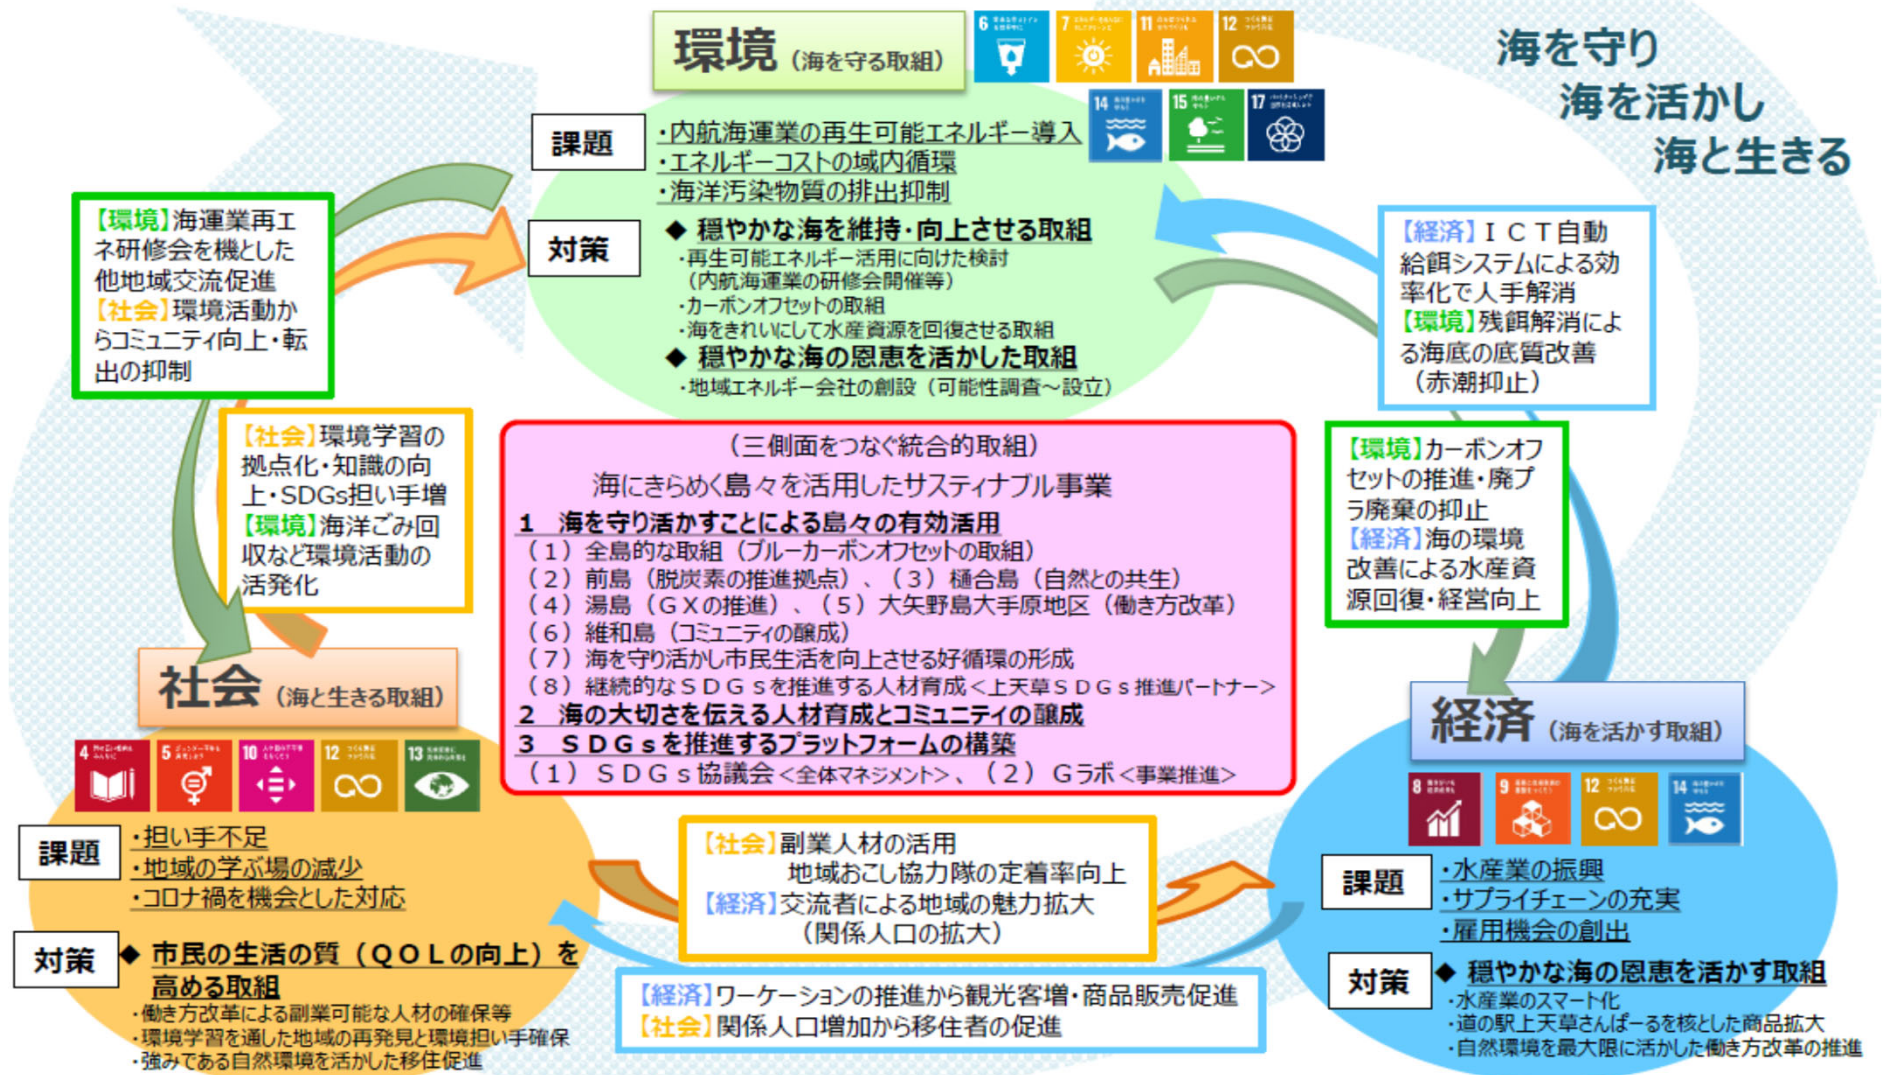 環境（海を守る取組）
6
7
11
12
14
15
17
海を守り
海を活かし
海と生きる
課題
・内航海運業の再生可能エネルギー導入
・エネルギーコストの域内循環
・海洋汚染物質の排出抑制
対策
◆ 穏やかな海を維持・向上させる取組
・再生可能エネルギー活用に向けた検討
（内航海運業の研修会開催等）
・カーボンオフセットの取組
・海をきれいにして水産資源を回復させる取組
◆ 穏やかな海の恩恵を活かした取組
・地域エネルギー会社の創設（可能性調査～設立）
【環境】海運業再エ
ネ研修会を機とした
他地域交流促進
【社会】環境活動か
らコミュニティ向上・転
出の抑制
【社会】環境学習の
拠点化・知識の向
上・SDGs担い手増
【環境】海洋ごみ回
収など環境活動の
活発化
【経済】ＩＣＴ自動
給餌システムによる効
率化で人手解消
【環境】残餌解消によ
る海底の底質改善
（赤潮抑止）
【環境】カーボンオフ
セットの推進・廃プ
ラ廃棄の抑止
【経済】海の環境
改善による水産資
源回復・経営向上
（三側面をつなぐ統合的取組）
海にきらめく島々を活用したサスティナブル事業
１　海を守り活かすことによる島々の有効活用
（１）全島的な取組（ブルーカーボンオフセットの取組）
（２）前島（脱炭素の推進拠点）、（３）樋合島（自然との共生）
（４）湯島（ＧＸの推進）、（５）大矢野島大手原地区（働き方改革）
（６）維和島（コミュニティの醸成）
（７）海を守り活かし市民生活を向上させる好循環の形成
（８）継続的なＳＤＧｓを推進する人材育成＜上天草ＳＤＧｓ推進パートナー＞
２　海の大切さを伝える人材育成とコミュニティの醸成
３　ＳＤＧｓを推進するプラットフォームの構築
（１）ＳＤＧｓ協議会＜全体マネジメント＞、（２）Ｇラボ＜事業推進＞
社会（海と生きる取組）
4
5
10
12
13
課題
・担い手不足
・地域の学ぶ場の減少
・コロナ禍を機会とした対応
対策
◆ 市民の生活の質（ＱＯＬの向上）を
高める取組
・働き方改革による副業可能な人材の確保等
・環境学習を通した地域の再発見と環境担い手確保
・強みである自然環境を活かした移住促進
【社会】副業人材の活用
地域おこし協力隊の定着率向上
【経済】交流者による地域の魅力拡大
（関係人口の拡大）
【経済】ワーケーションの推進から観光客増・商品販売促進
【社会】関係人口増加から移住者の促進
経済（海を活かす取組）
8
9
12
14
課題
・水産業の振興
・サプライチェーンの充実
・雇用機会の創出
対策
◆ 穏やかな海の恩恵を活かす取組
・水産業のスマート化
・道の駅上天草さんぱーるを核とした商品拡大
・自然環境を最大限に活かした働き方改革の推進